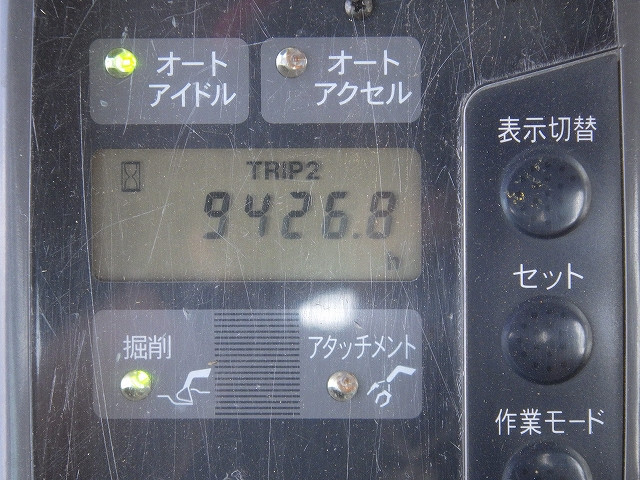 オート
アイドル
オート
アクセル
表示切替
TRIP2
9426.8
h
セット
掘削
アタッチメント
作業モード